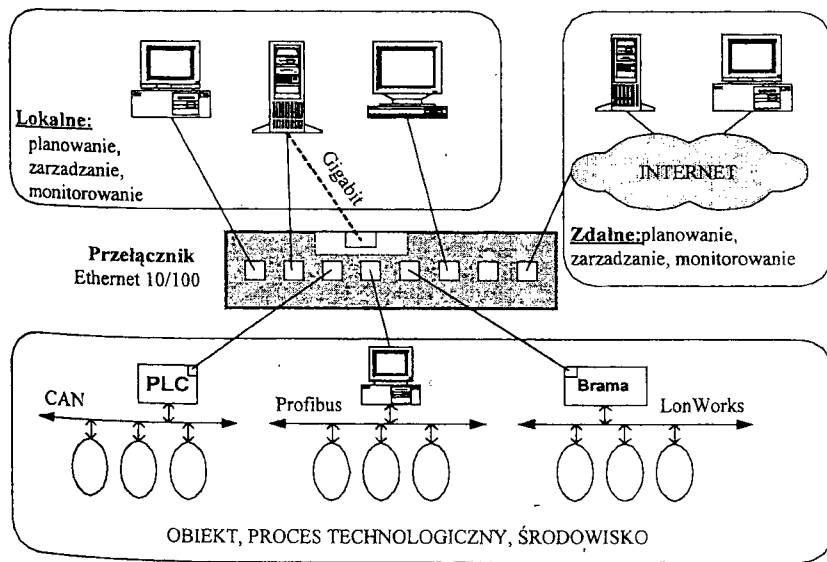 Lokalne:
planowanie,
zarzadzanie,
monitorowanie
Gigabit
INTERNET
Zdalne:planowanie,
zarzadzanie, monitorowanie
Przełącznik
Ethernet 10/100
PLC
CAN
Profibus
Brama
LonWorks
OBIEKT, PROCES TECHNOLOGICZNY, ŚRODOWISKO